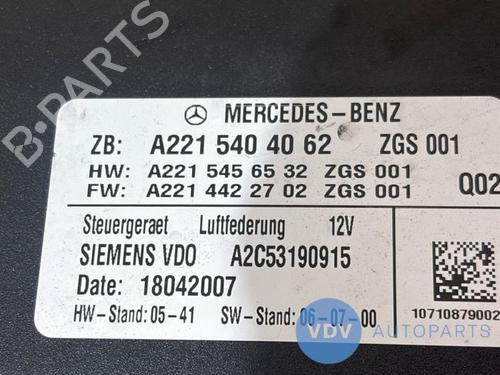 MERCEDES-BENZ
ZB: A221 540 40 62 ZGS 001
HW: A221 545 65 32 ZGS 001
FW: A221 442 27 02 ZGS 001
Q02
Steuergeraet Luftfederung 12V
SIEMENS VDO A2C53190915
Date: 18042007
HW-Stand: 05-41 SW-Stand: 06-07-00
10710879002
B-PARTS
VDV AUTOPARTS